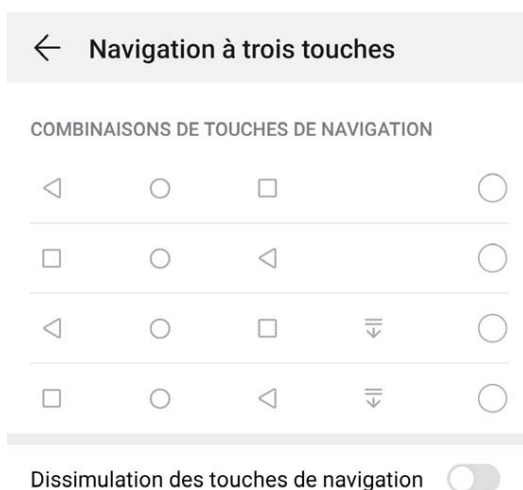 Navigation à trois touches
COMBINAISONS DE TOUCHES DE NAVIGATION
Dissimulation des touches de navigation